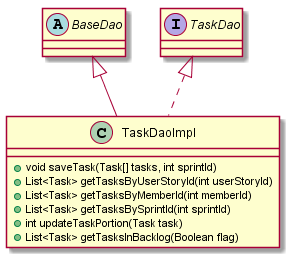 A BaseDao
I TaskDao
C TaskDaoImpl
void saveTask(Task[] tasks, int sprintId)
List<Task> getTasksByUserStoryId(int userStoryId)
List<Task> getTasksByMemberId(int memberId)
List<Task> getTasksBySprintId(int sprintId)
int updateTaskPortion(Task task)
List<Task> getTasksInBacklog(Boolean flag)